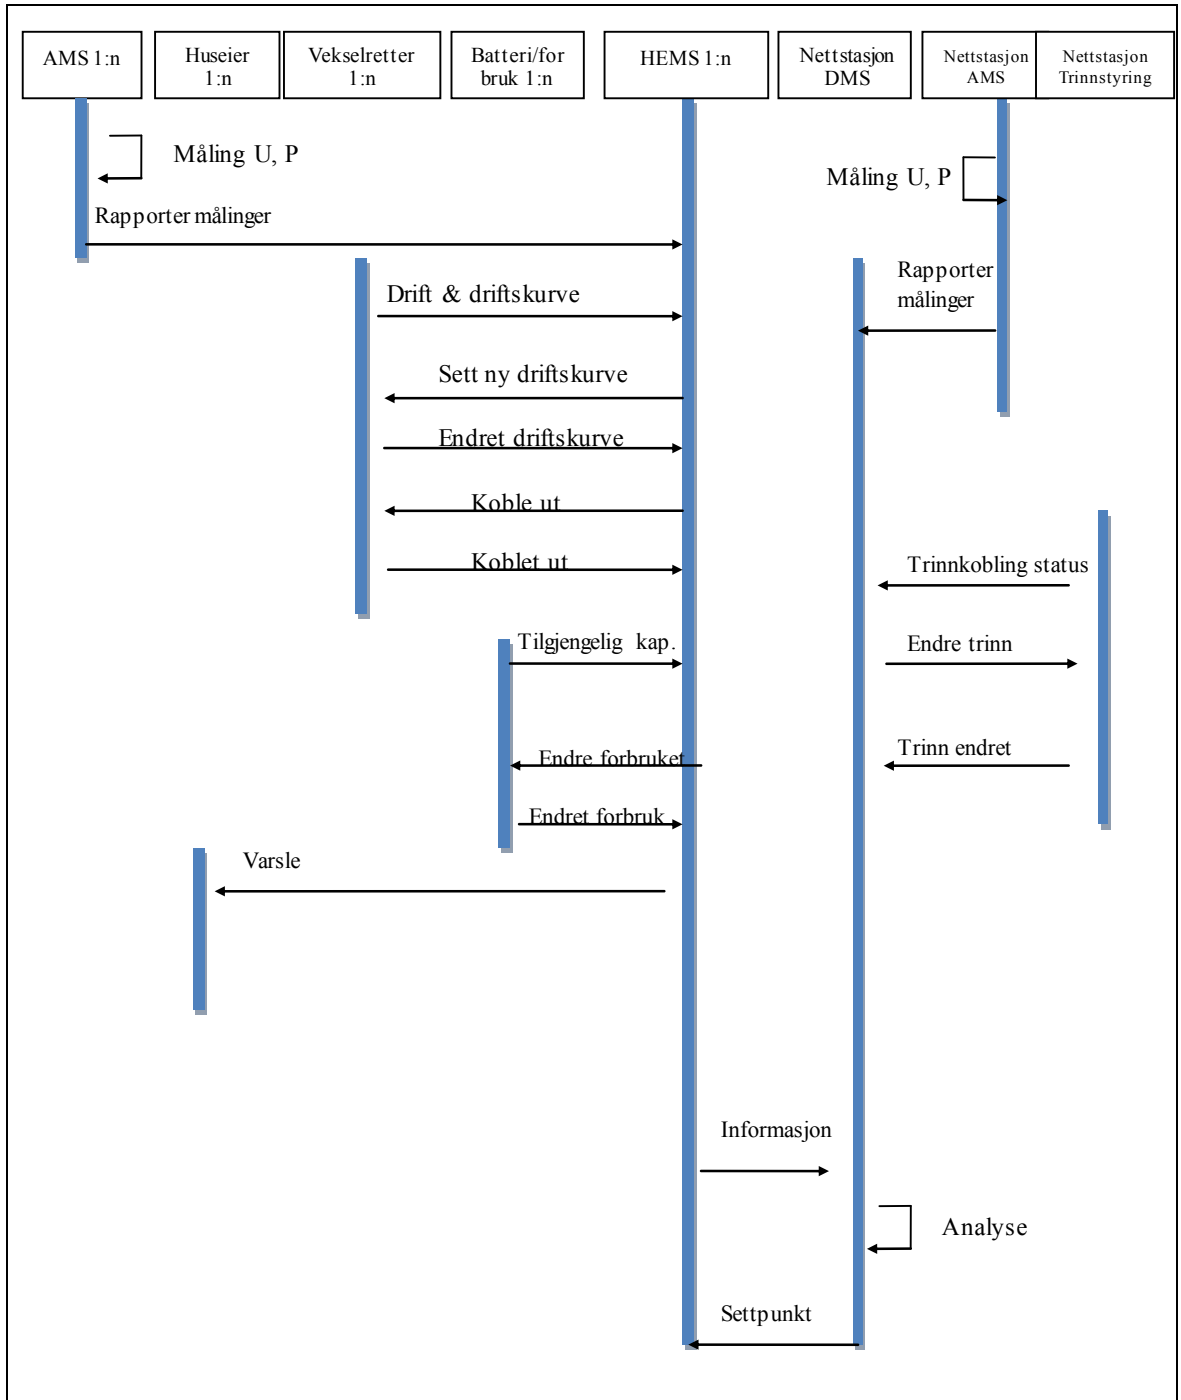 AMS 1:n
Huseier
1:n
Vekselretter
1:n
Batteri/for
bruk 1:n
HEMS 1:n
Nettstasjon
DMS
Nettstasjon
AMS
Nettstasjon
Trinnstyring
Måling U, P
Måling U, P
Rapporter målinger
Rapporter
målinger
Drift & driftskurve
Sett ny driftskurve
Endret driftskurve
Koble ut
Koblet ut
Trinnkobling status
Tilgjengelig kap.
Endre trinn
Endre forbruket
Trinn endret
Endret forbruk
Varsle
Informasjon
Analyse
Settpunkt